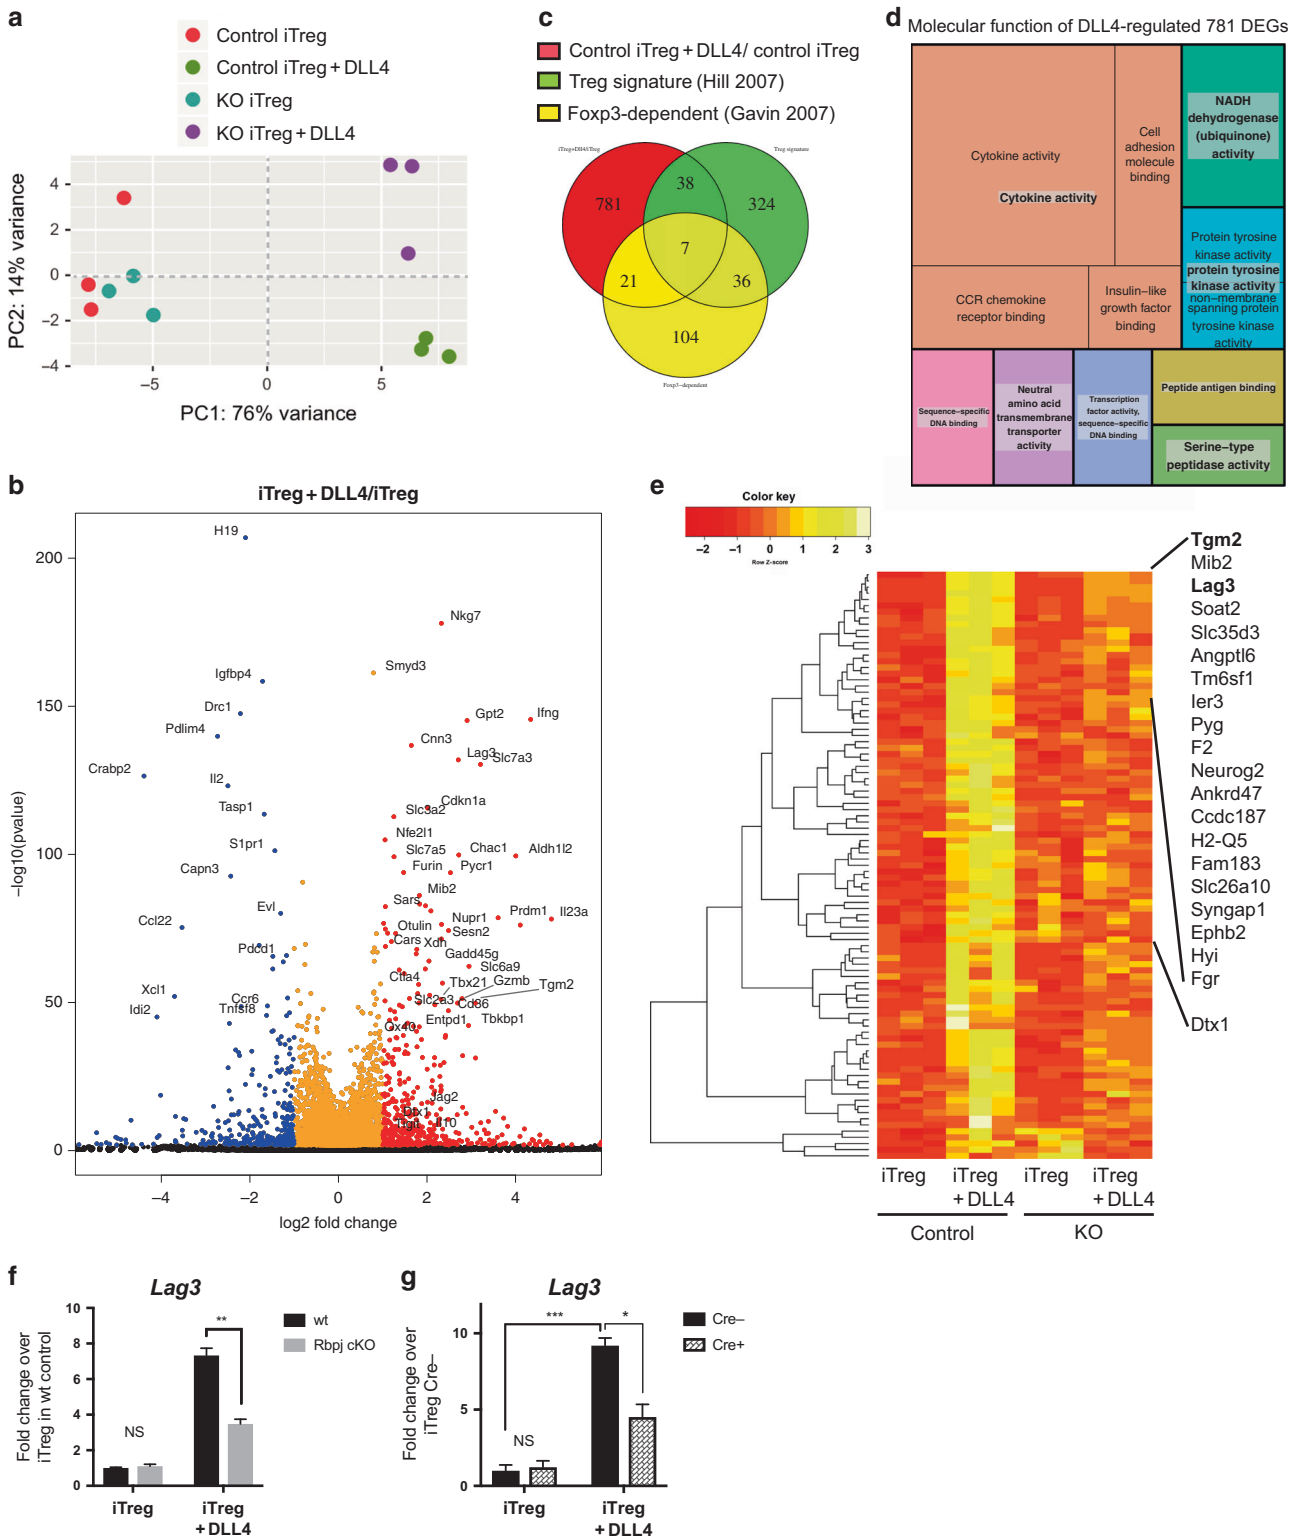 a
Control iTreg
Control iTreg + DLL4
KO iTreg
KO iTreg + DLL4
4
2
0
−2
−4
−5
0
5
PC2: 14% variance
PC1: 76% variance
c
Control iTreg + DLL4/ control iTreg
Treg signature (Hill 2007)
Foxp3-dependent (Gavin 2007)
iTreg+Dll4/iTreg
Treg signature
781
38
324
7
21
36
104
Foxp3−dependent
d
Molecular function of DLL4-regulated 781 DEGs
Cytokine activity
Cytokine activity
Cell
adhesion
molecule
binding
CCR chemokine
receptor binding
Insulin−like
growth factor
binding
NADH
dehydrogenase
(ubiquinone)
activity
Protein tyrosine
kinase activity
protein tyrosine
kinase activity
non−membrane
spanning protein
tyrosine kinase
activity
Sequence−specific
DNA binding
Neutral
amino acid
transmembrane
transporter
activity
Transcription
factor activity,
sequence−specific
DNA binding
Peptide antigen binding
Serine−type
peptidase activity
b
iTreg + DLL4/iTreg
200
150
100
50
0
−4
−2
0
2
4
−log10(pvalue)
log2 fold change
H19
Nkg7
Smyd3
Igfbp4
Drc1
Pdlim4
Gpt2
Ifng
Cnn3
Lag3
Slc7a3
Crabp2
Il2
Tasp1
Cdkn1a
Slc3a2
Nfe2l1
S1pr1
Slc7a5
Chac1
Aldh1l2
Capn3
Furin
Pycr1
Mib2
Sars
Evl
Ccl22
Nupr1
Prdm1
Il23a
Otulin
Sesn2
Cars
Xdh
Pdcd1
Gadd45g
Slc6a9
Ctla4
Tbx21
Gzmb
Tgm2
Xcl1
Ccr6
Slc2a3
Cd86
Idi2
Tnfsf8
Entpd1
Tbkbp1
Ox40
Jag2
Dtx1
Tigit
Il10
e
Color key
−2
−1
0
1
2
3
Row Z−score
Tgm2
Mib2
Lag3
Soat2
Slc35d3
Angptl6
Tm6sf1
Ier3
Pyg
F2
Neurog2
Ankrd47
Ccdc187
H2-Q5
Fam183
Slc26a10
Syngap1
Ephb2
Hyi
Fgr
Dtx1
iTreg
iTreg
+ DLL4
iTreg
iTreg
+ DLL4
Control
KO
f
Lag3
10
8
6
4
2
0
Fold change over
iTreg in wt control
NS
**
wt
Rbpj cKO
iTreg
iTreg
+ DLL4
g
Lag3
10
5
0
Fold change over
iTreg Cre–
NS
***
*
Cre–
Cre+
iTreg
iTreg
+ DLL4